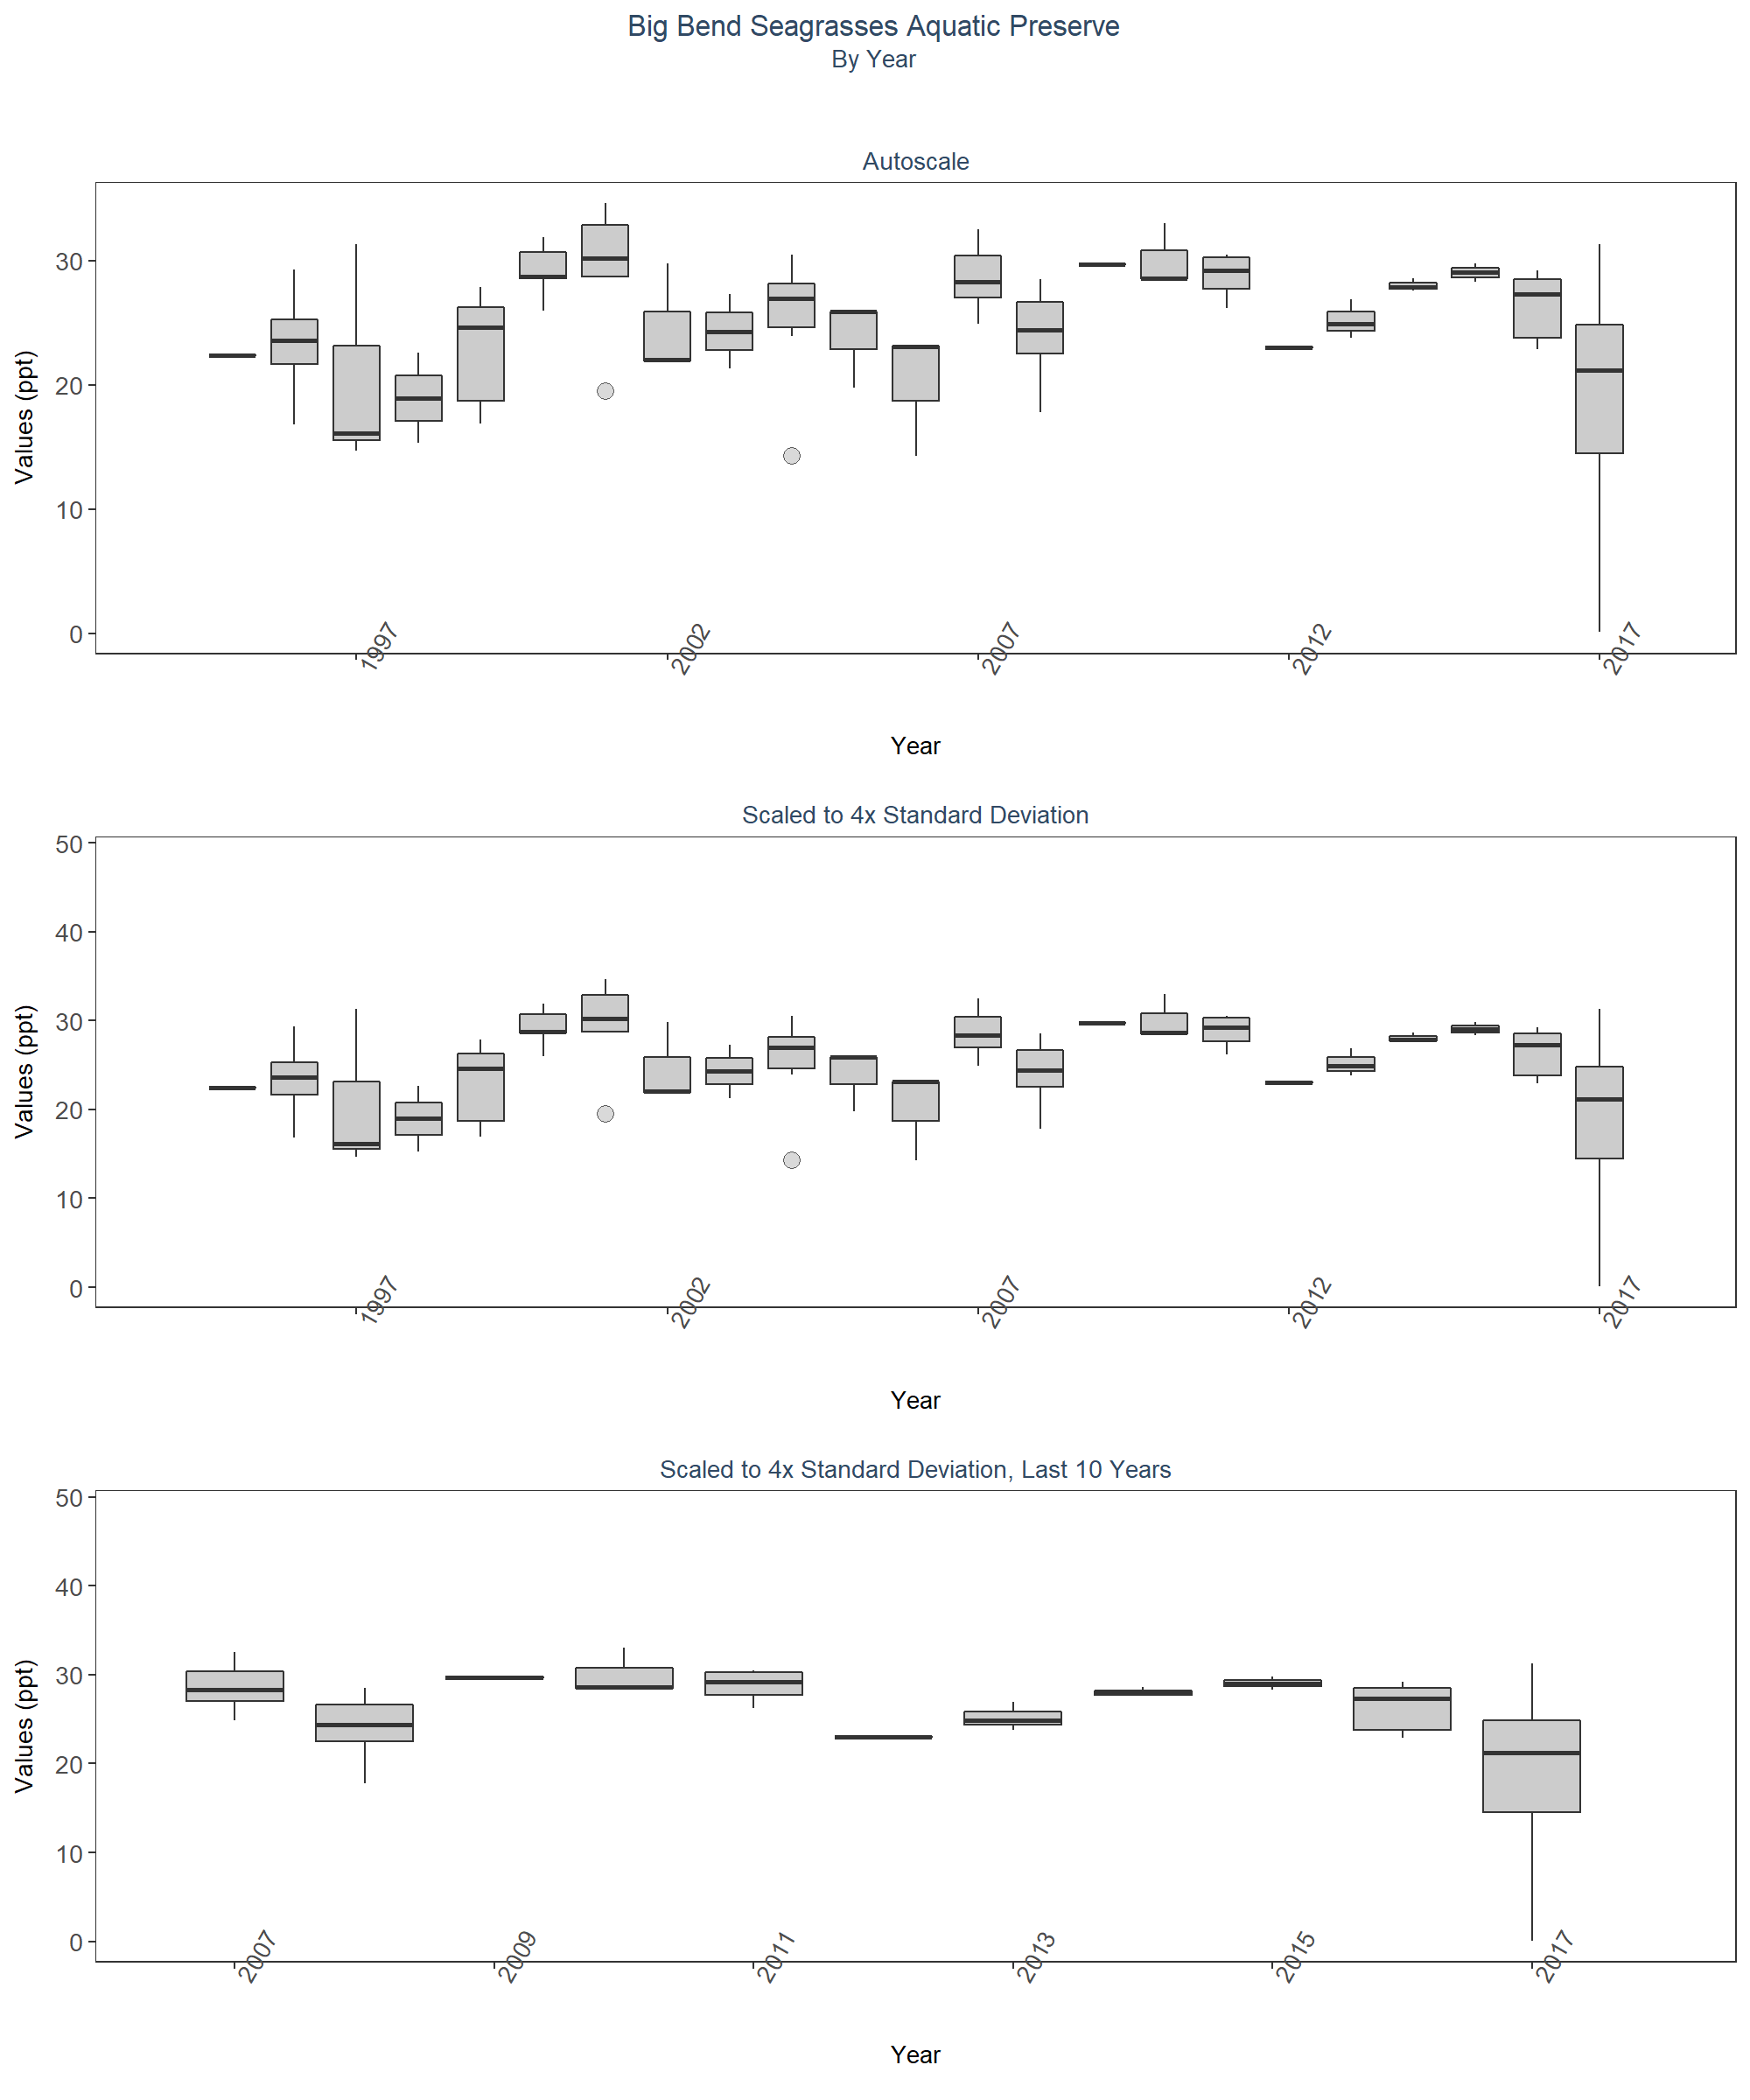 Big Bend Seagrasses Aquatic Preserve
By Year
Autoscale
Values (ppt)
30
20
10
0
1997 2002 2007 2012 2017
Year
Scaled to 4x Standard Deviation
Values (ppt)
50
40
30
20
10
0
1997 2002 2007 2012 2017
Year
Scaled to 4x Standard Deviation, Last 10 Years
Values (ppt)
50
40
30
20
10
0
2007 2009 2011 2013 2015 2017
Year